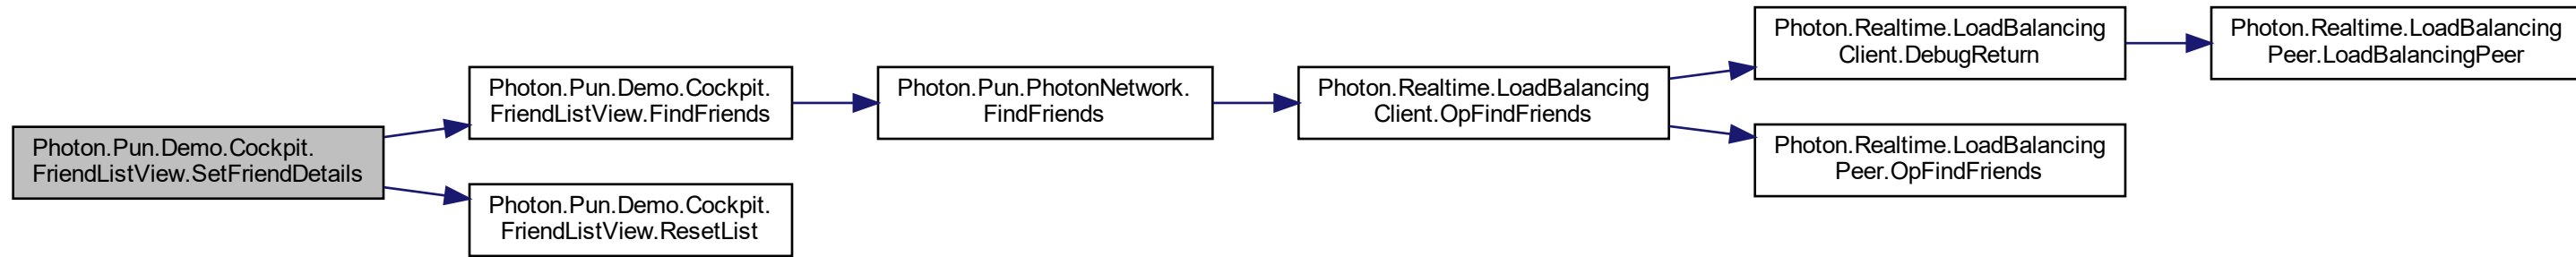 Photon.Pun.Demo.Cockpit.
FriendListView.SetFriendDetails
Photon.Pun.Demo.Cockpit.
FriendListView.FindFriends
Photon.Pun.PhotonNetwork.
FindFriends
Photon.Realtime.LoadBalancing
Client.OpFindFriends
Photon.Realtime.LoadBalancing
Client.DebugReturn
Photon.Realtime.LoadBalancing
Peer.LoadBalancingPeer
Photon.Realtime.LoadBalancing
Peer.OpFindFriends
Photon.Pun.Demo.Cockpit.
FriendListView.ResetList